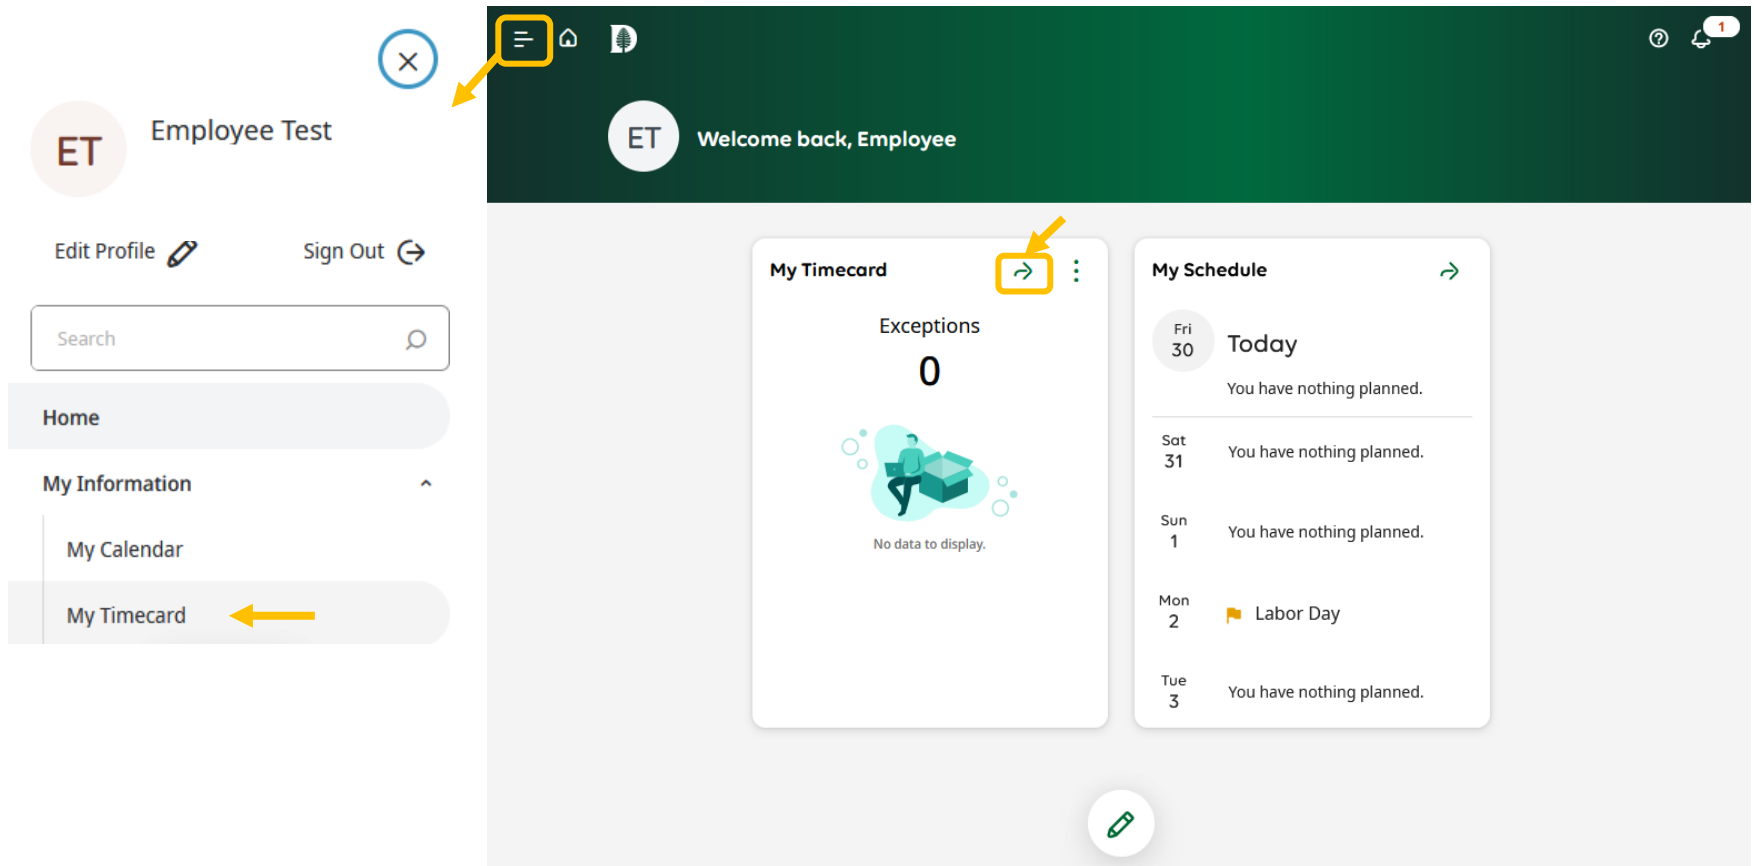 ET
Employee Test
Edit Profile
Sign Out
Search
Home
My Information
My Calendar
My Timecard
D
1
ET
Welcome back, Employee
My Timecard
Exceptions
0
No data to display.
My Schedule
Fri
30
Today
You have nothing planned.
Sat
31
You have nothing planned.
Sun
1
You have nothing planned.
Mon
2
Labor Day
Tue
3
You have nothing planned.